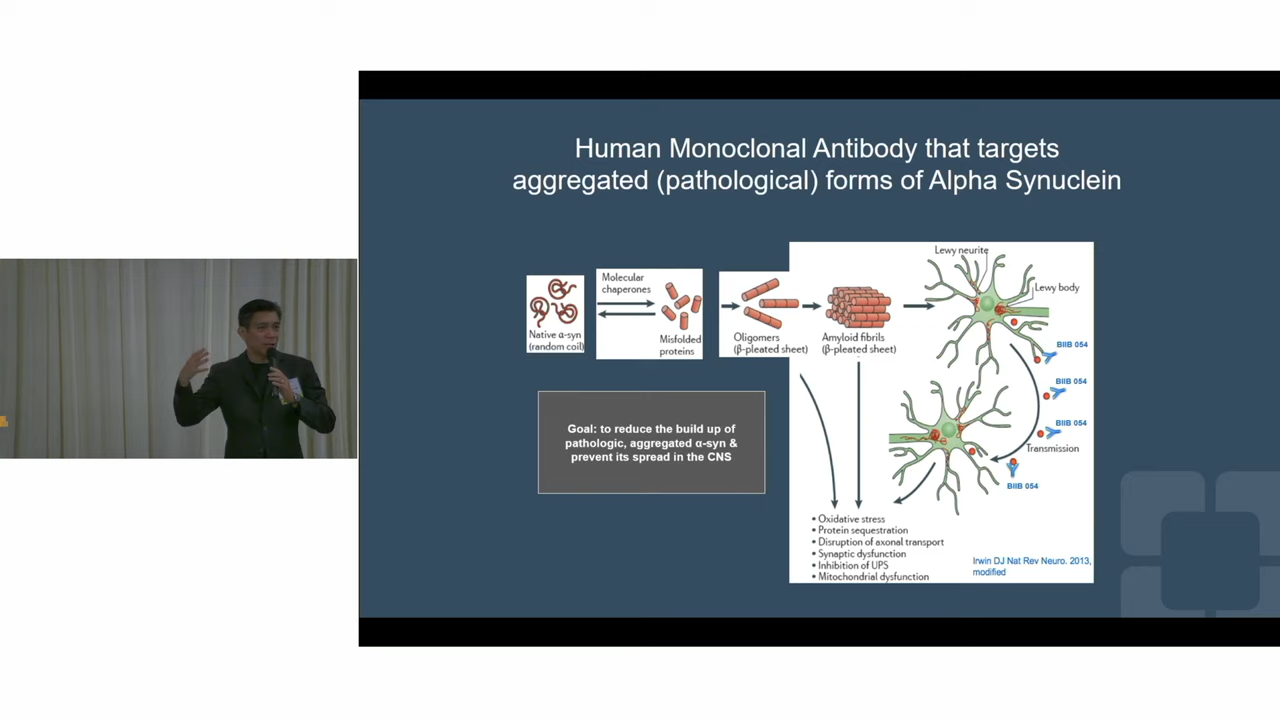 Human Monoclonal Antibody that targets
aggregated (pathological) forms of Alpha Synuclein
Native α-syn
(random coil)
Molecular
chaperones
Misfolded
proteins
Oligomers
(β-pleated sheet)
Amyloid fibrils
(β-pleated sheet)
Lewy neurite
Lewy body
BIIB 054
BIIB 054
BIIB 054
Transmission
BIIB 054
Goal: to reduce the build up of
pathologic, aggregated α-syn &
prevent its spread in the CNS
• Oxidative stress
• Protein sequestration
• Disruption of axonal transport
• Synaptic dysfunction
• Inhibition of UPS
• Mitochondrial dysfunction
Irwin DJ Nat Rev Neuro. 2013,
modified